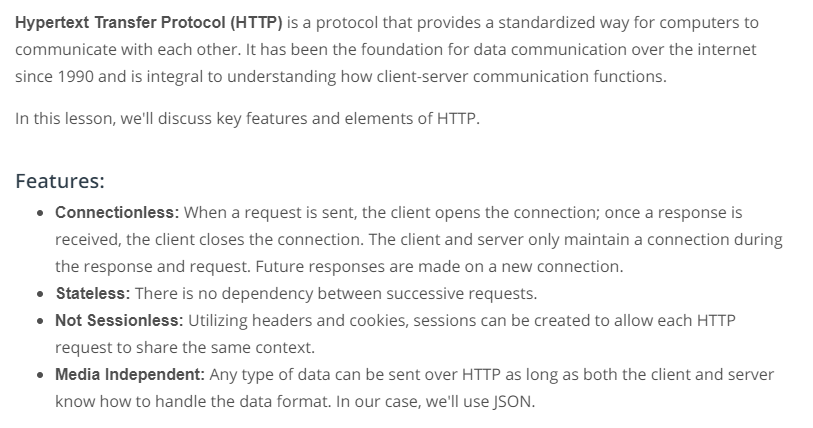 Hypertext Transfer Protocol (HTTP) is a protocol that provides a standardized way for computers to
communicate with each other. It has been the foundation for data communication over the internet
since 1990 and is integral to understanding how client-server communication functions.
In this lesson, we'll discuss key features and elements of HTTP.
Features:
• Connectionless: When a request is sent, the client opens the connection; once a response is
received, the client closes the connection. The client and server only maintain a connection during
the response and request. Future responses are made on a new connection.
• Stateless: There is no dependency between successive requests.
• Not Sessionless: Utilizing headers and cookies, sessions can be created to allow each HTTP
request to share the same context.
• Media Independent: Any type of data can be sent over HTTP as long as both the client and server
know how to handle the data format. In our case, we'll use JSON.